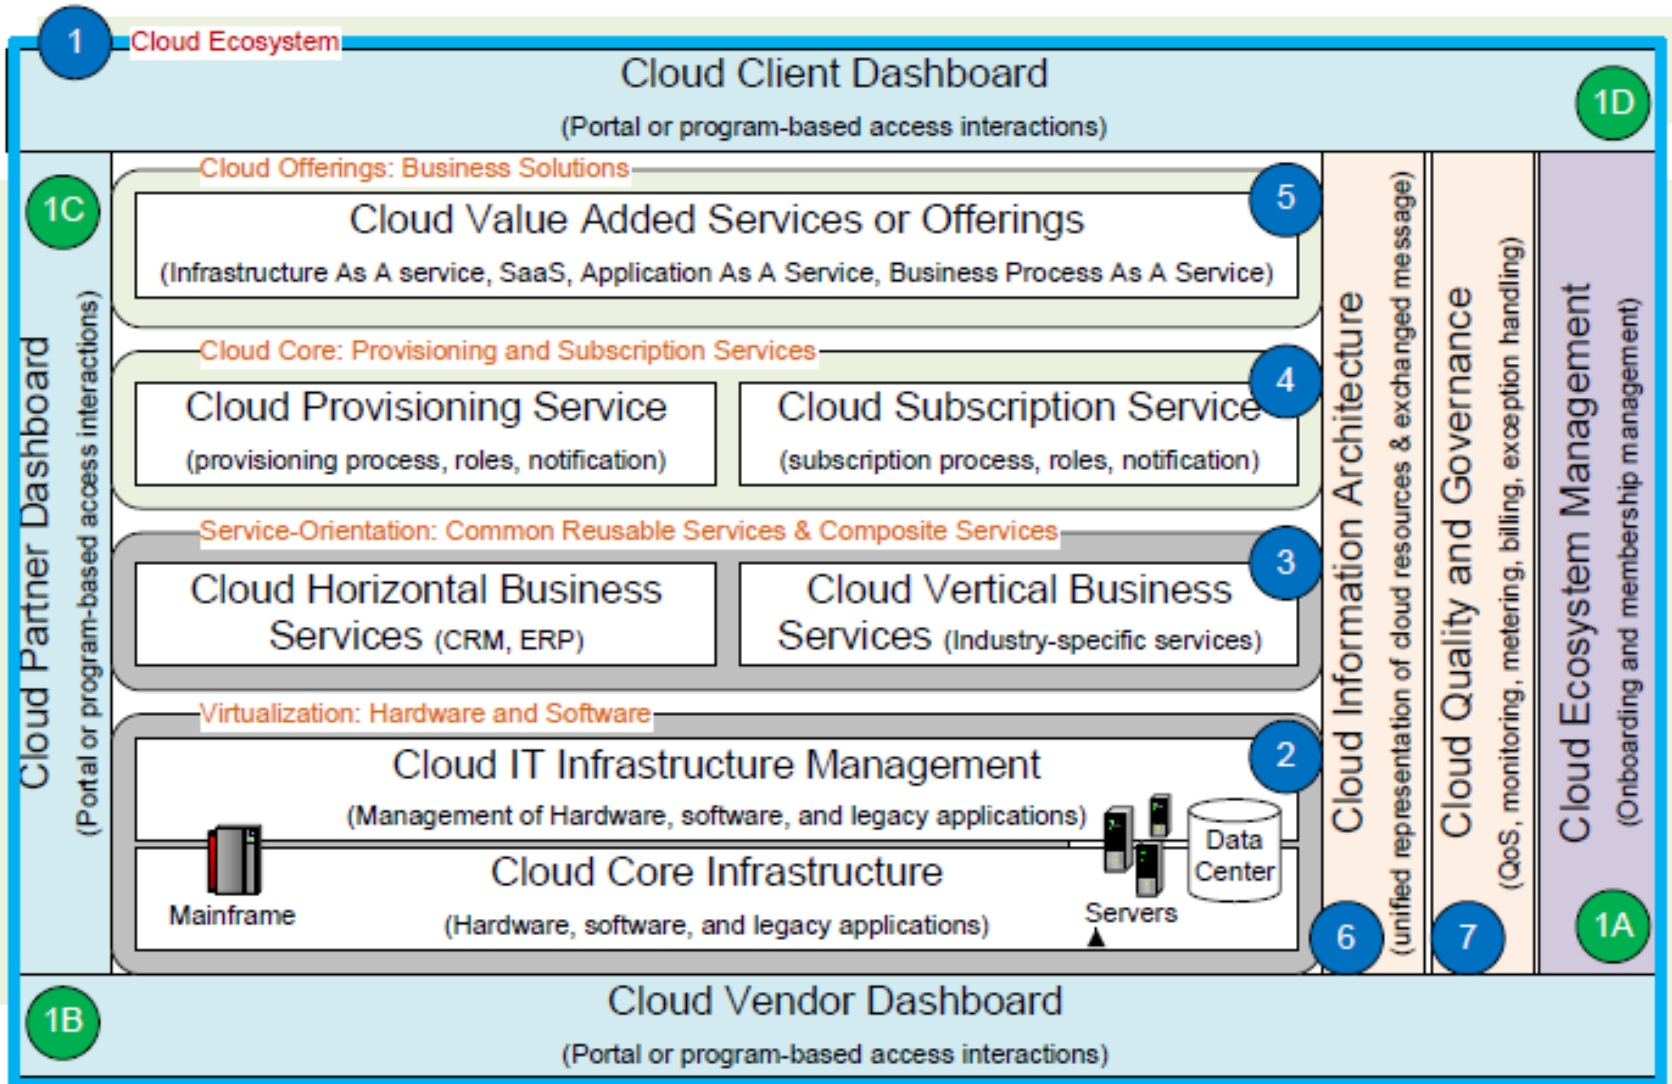 1
Cloud Ecosystem
Cloud Client Dashboard
(Portal or program-based access interactions)
1D
1C
Cloud Partner Dashboard
(Portal or program-based access interactions)
Cloud Offerings: Business Solutions
5
Cloud Value Added Services or Offerings
(Infrastructure As A service, SaaS, Application As A Service, Business Process As A Service)
Cloud Core: Provisioning and Subscription Services
4
Cloud Provisioning Service
(provisioning process, roles, notification)
Cloud Subscription Service
(subscription process, roles, notification)
Service-Orientation: Common Reusable Services & Composite Services
3
Cloud Horizontal Business
Services (CRM, ERP)
Cloud Vertical Business
Services (Industry-specific services)
Virtualization: Hardware and Software
2
Cloud IT Infrastructure Management
(Management of Hardware, software, and legacy applications)
Cloud Core Infrastructure
(Hardware, software, and legacy applications)
Mainframe
Servers
Data
Center
Cloud Information Architecture
(unified representation of cloud resources & exchanged message)
6
Cloud Quality and Governance
(QoS, monitoring, metering, billing, exception handling)
7
Cloud Ecosystem Management
(Onboarding and membership management)
1A
1B
Cloud Vendor Dashboard
(Portal or program-based access interactions)